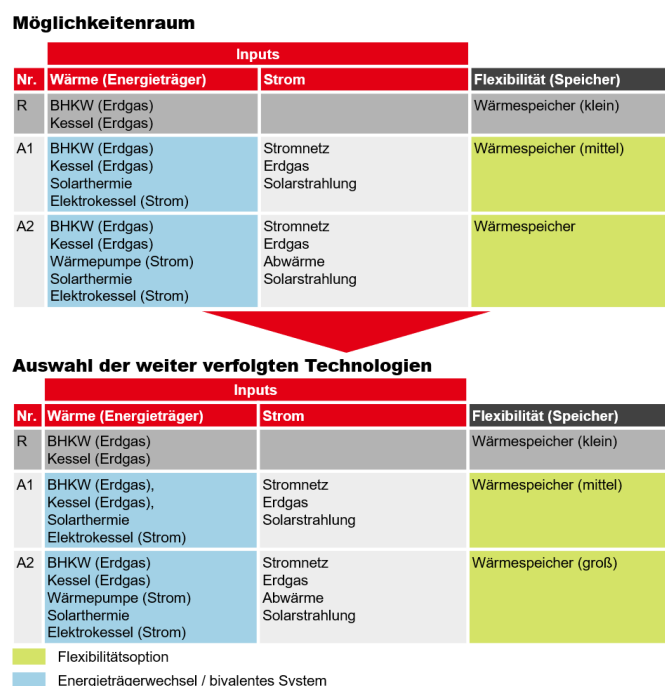 Möglichkeitenraum
Inputs
Nr. Wärme (Energieträger) Strom Flexibilität (Speicher)
R BHKW (Erdgas) Wärmespeicher (klein)
Kessel (Erdgas)
A1 BHKW (Erdgas) Stromnetz Wärmespeicher (mittel)
Kessel (Erdgas) Erdgas
Solarthermie Solarstrahlung
Elektrokessel (Strom)
A2 BHKW (Erdgas) Stromnetz Wärmespeicher
Kessel (Erdgas) Erdgas
Wärmepumpe (Strom) Abwärme
Solarthermie Solarstrahlung
Elektrokessel (Strom)
Auswahl der weiter verfolgten Technologien
Inputs
Nr. Wärme (Energieträger) Strom Flexibilität (Speicher)
R BHKW (Erdgas) Wärmespeicher (klein)
Kessel (Erdgas)
A1 BHKW (Erdgas), Stromnetz Wärmespeicher (mittel)
Kessel (Erdgas), Erdgas
Solarthermie Solarstrahlung
Elektrokessel (Strom)
A2 BHKW (Erdgas) Stromnetz Wärmespeicher (groß)
Kessel (Erdgas) Erdgas
Wärmepumpe (Strom) Abwärme
Solarthermie Solarstrahlung
Elektrokessel (Strom)
Flexibilitätsoption
Energieträgerwechsel / bivalentes System